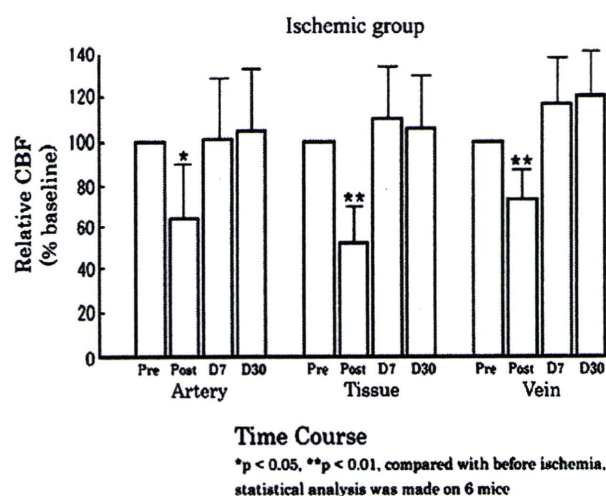 Ischemic group
Relative CBF
(% baseline)
140
120
100
80
60
40
20
0
*
**
**
Pre Post D7 D30 Pre Post D7 D30 Pre Post D7 D30
Artery Tissue Vein
Time Course
*p < 0.05, **p < 0.01, compared with before ischemia,
statistical analysis was made on 6 mice